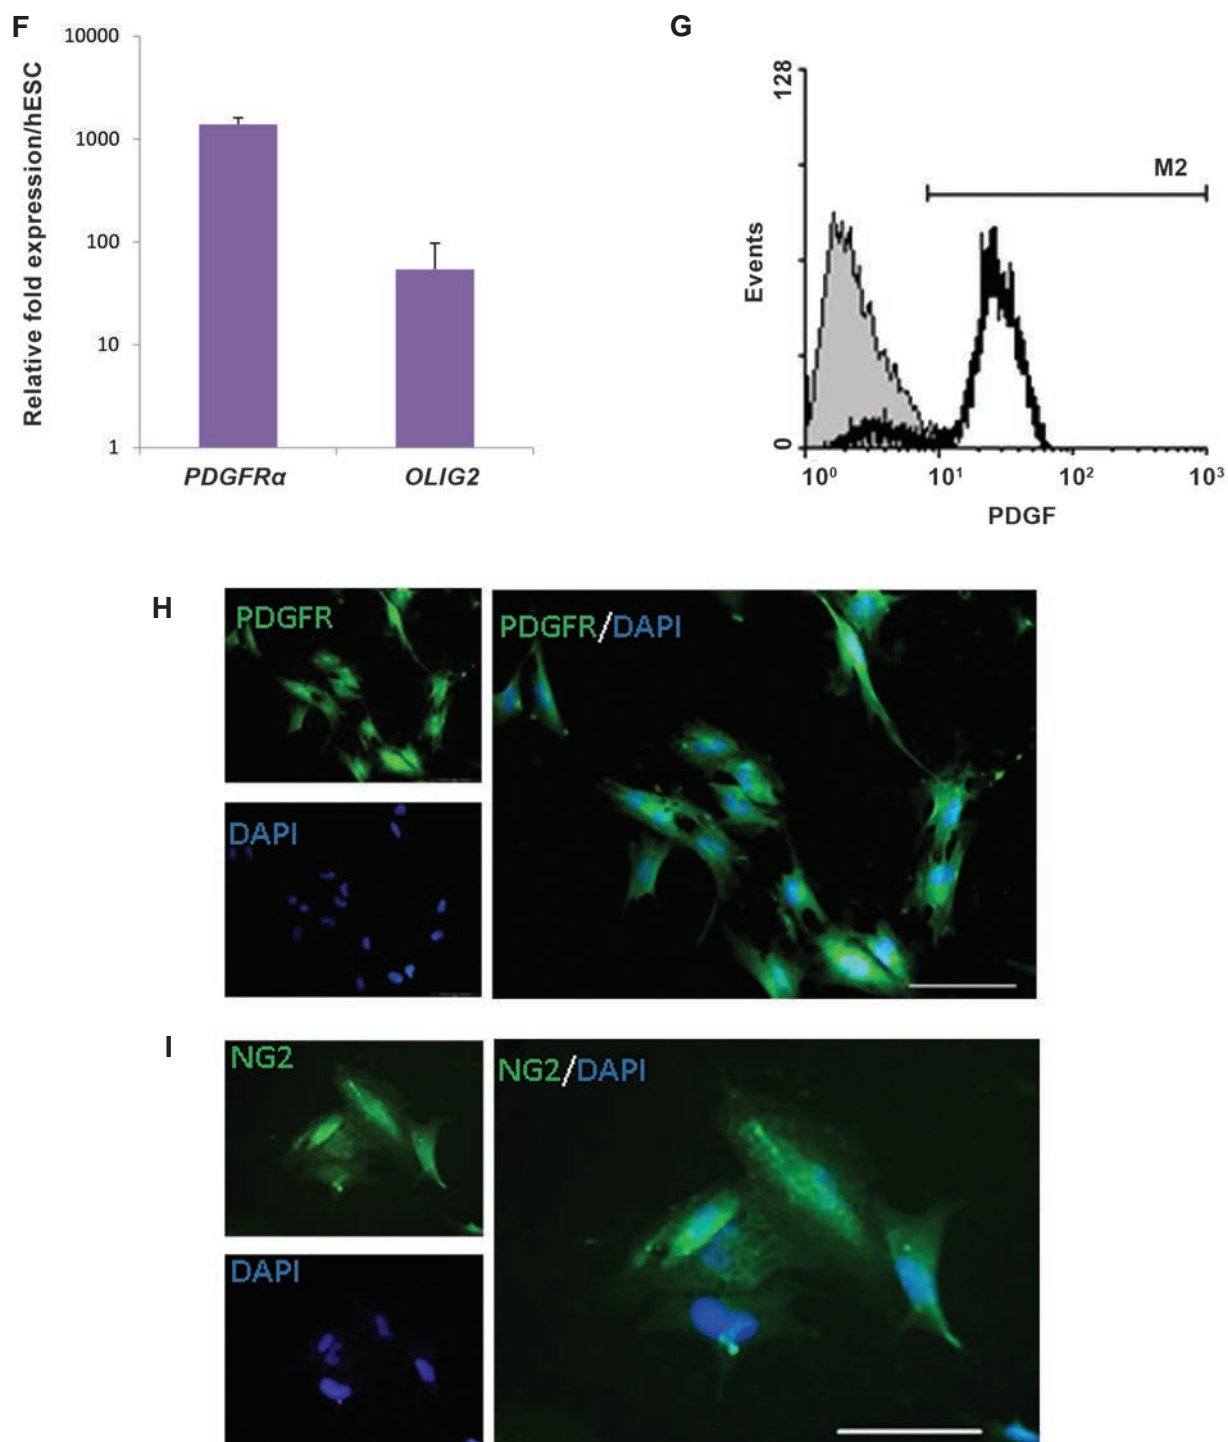 F
10000
1000
100
10
1
Relative fold expression/hESC
PDGFRα OLIG2
G
128
0
Events
M2
10⁰ 10¹ 10² 10³
PDGF
H
PDGFR
DAPI
PDGFR/DAPI
I
NG2
DAPI
NG2/DAPI